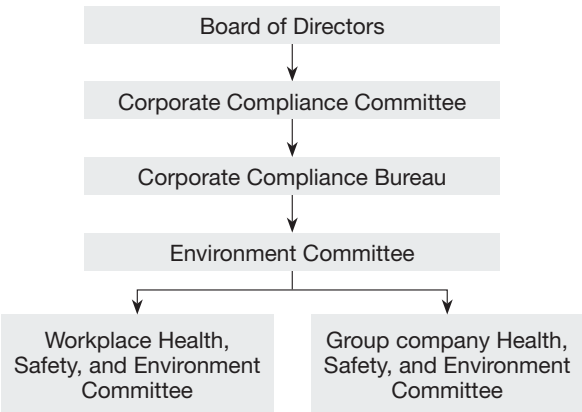 Board of Directors
Corporate Compliance Committee
Corporate Compliance Bureau
Environment Committee
Workplace Health,
Safety, and Environment
Committee
Group company Health,
Safety, and Environment
Committee